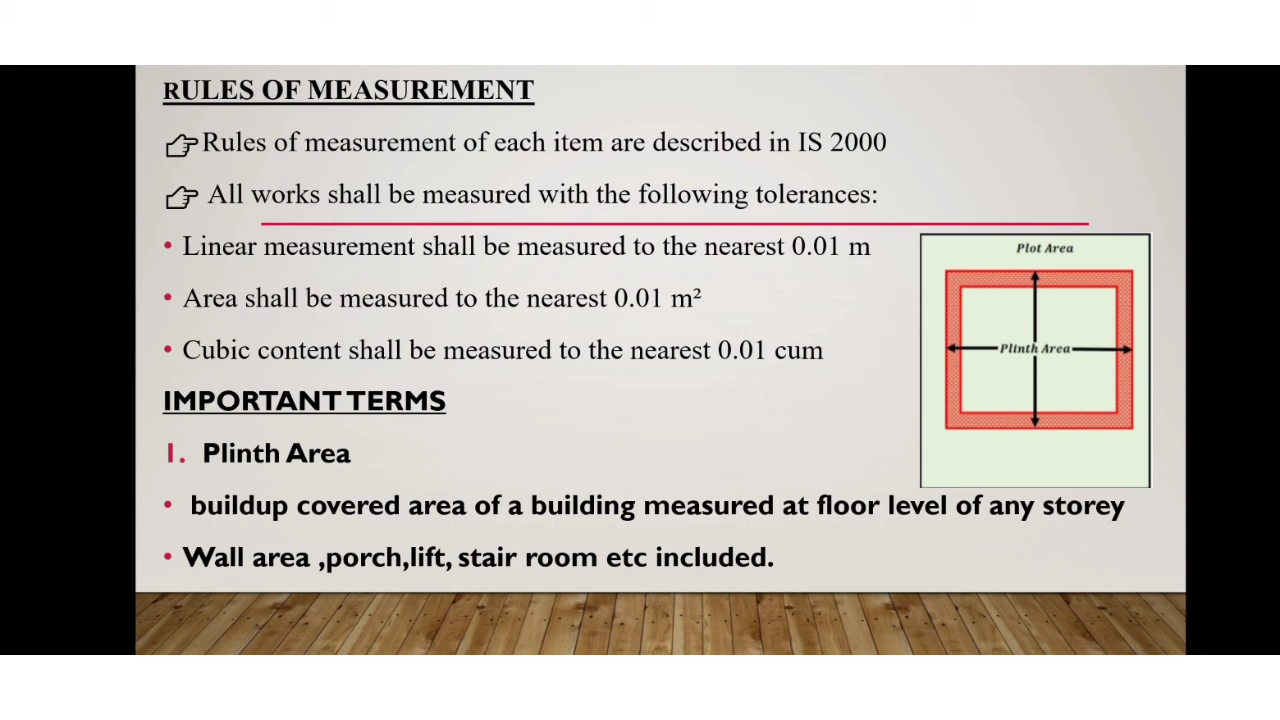 RULES OF MEASUREMENT
Rules of measurement of each item are described in IS 2000
All works shall be measured with the following tolerances:
• Linear measurement shall be measured to the nearest 0.01 m
• Area shall be measured to the nearest 0.01 m²
• Cubic content shall be measured to the nearest 0.01 cum
IMPORTANT TERMS
1. Plinth Area
• buildup covered area of a building measured at floor level of any storey
• Wall area ,porch,lift, stair room etc included.
Plot Area
Plinth Area